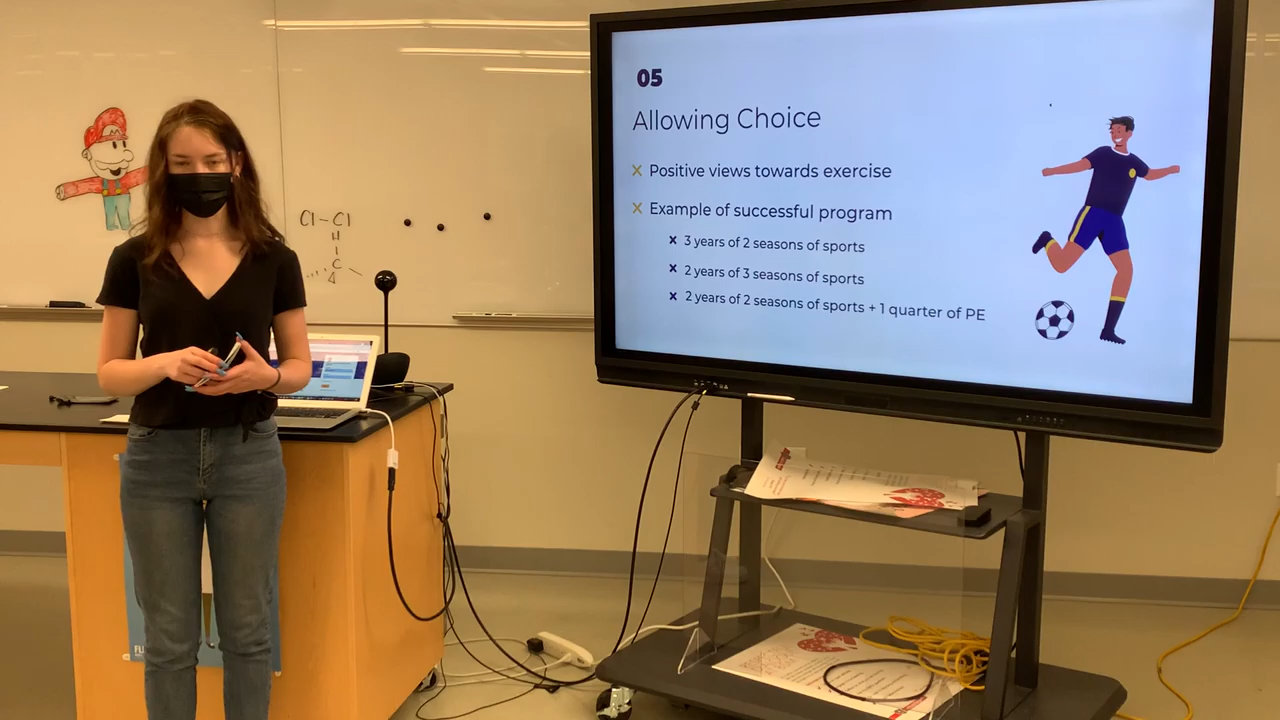 05
Allowing Choice
X Positive views towards exercise
X Example of successful program
X 3 years of 2 seasons of sports
X 2 years of 3 seasons of sports
X 2 years of 2 seasons of sports + 1 quarter of PE
M
Cl-Cl
H
C